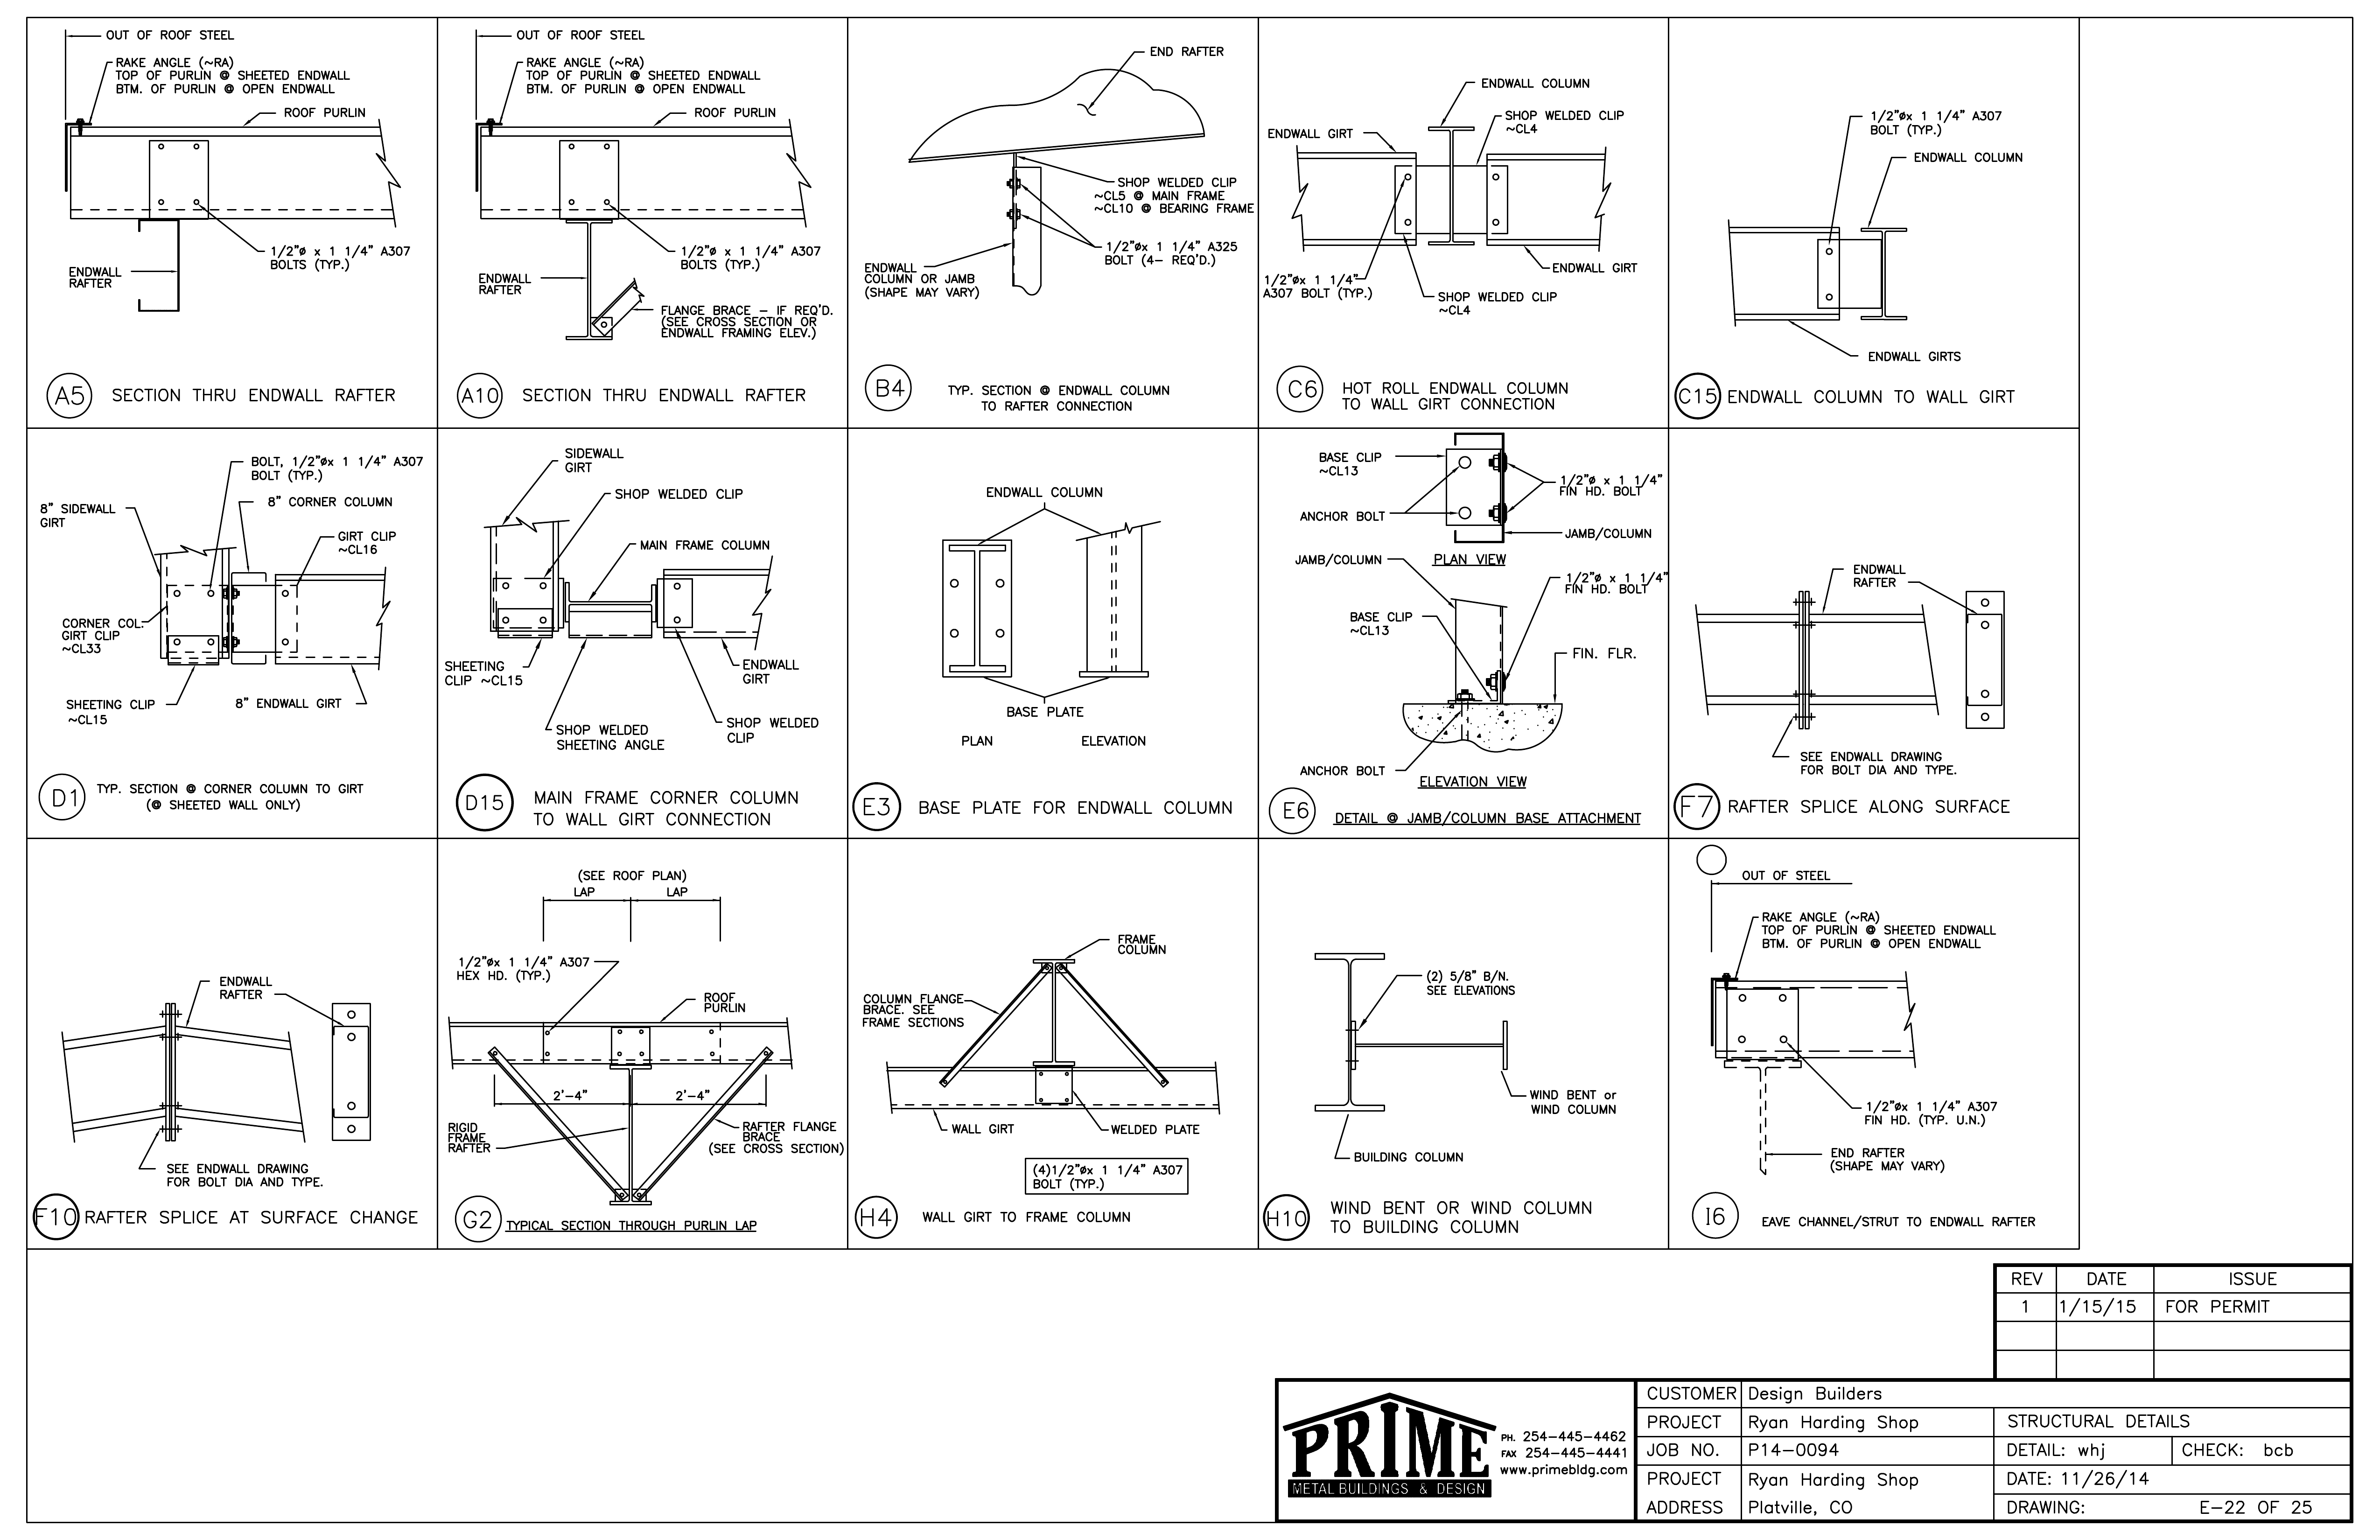 OUT OF ROOF STEEL
RAKE ANGLE (~RA)
TOP OF PURLIN @ SHEETED ENDWALL
BTM. OF PURLIN @ OPEN ENDWALL
ROOF PURLIN
1/2"ø x 1 1/4" A307
BOLTS (TYP.)
ENDWALL
RAFTER
A5
SECTION THRU ENDWALL RAFTER
OUT OF ROOF STEEL
RAKE ANGLE (~RA)
TOP OF PURLIN @ SHEETED ENDWALL
BTM. OF PURLIN @ OPEN ENDWALL
ROOF PURLIN
1/2"ø x 1 1/4" A307
BOLTS (TYP.)
ENDWALL
RAFTER
FLANGE BRACE – IF REQ'D.
(SEE CROSS SECTION OR
ENDWALL FRAMING ELEV.)
A10
SECTION THRU ENDWALL RAFTER
END RAFTER
SHOP WELDED CLIP
~CL5 @ MAIN FRAME
~CL10 @ BEARING FRAME
1/2"øx 1 1/4" A325
BOLT (4– REQ'D.)
ENDWALL
COLUMN OR JAMB
(SHAPE MAY VARY)
B4
TYP. SECTION @ ENDWALL COLUMN
TO RAFTER CONNECTION
ENDWALL COLUMN
SHOP WELDED CLIP
~CL4
ENDWALL GIRT
ENDWALL GIRT
1/2"øx 1 1/4"
A307 BOLT (TYP.)
SHOP WELDED CLIP
~CL4
C6
HOT ROLL ENDWALL COLUMN
TO WALL GIRT CONNECTION
1/2"øx 1 1/4" A307
BOLT (TYP.)
ENDWALL COLUMN
ENDWALL GIRTS
C15
ENDWALL COLUMN TO WALL GIRT
BOLT, 1/2"øx 1 1/4" A307
BOLT (TYP.)
8" CORNER COLUMN
8" SIDEWALL
GIRT
GIRT CLIP
~CL16
CORNER COL.
GIRT CLIP
~CL33
SHEETING CLIP
~CL15
8" ENDWALL GIRT
D1
TYP. SECTION @ CORNER COLUMN TO GIRT
(@ SHEETED WALL ONLY)
SIDEWALL
GIRT
SHOP WELDED CLIP
MAIN FRAME COLUMN
SHEETING
CLIP ~CL15
ENDWALL
GIRT
SHOP WELDED
SHEETING ANGLE
SHOP WELDED
CLIP
D15
MAIN FRAME CORNER COLUMN
TO WALL GIRT CONNECTION
ENDWALL COLUMN
BASE PLATE
PLAN
ELEVATION
E3
BASE PLATE FOR ENDWALL COLUMN
BASE CLIP
~CL13
1/2"ø x 1 1/4"
FIN HD. BOLT
ANCHOR BOLT
JAMB/COLUMN
JAMB/COLUMN
PLAN VIEW
1/2"ø x 1 1/4"
FIN HD. BOLT
BASE CLIP
~CL13
FIN. FLR.
ANCHOR BOLT
ELEVATION VIEW
E6
DETAIL @ JAMB/COLUMN BASE ATTACHMENT
ENDWALL
RAFTER
SEE ENDWALL DRAWING
FOR BOLT DIA AND TYPE.
F7
RAFTER SPLICE ALONG SURFACE
ENDWALL
RAFTER
SEE ENDWALL DRAWING
FOR BOLT DIA AND TYPE.
F10
RAFTER SPLICE AT SURFACE CHANGE
(SEE ROOF PLAN)
LAP LAP
1/2"øx 1 1/4" A307
HEX HD. (TYP.)
ROOF
PURLIN
2'–4" 2'–4"
RIGID
FRAME
RAFTER
RAFTER FLANGE
BRACE
(SEE CROSS SECTION)
G2
TYPICAL SECTION THROUGH PURLIN LAP
FRAME
COLUMN
COLUMN FLANGE
BRACE. SEE
FRAME SECTIONS
WALL GIRT
WELDED PLATE
(4)1/2"øx 1 1/4" A307
BOLT (TYP.)
H4
WALL GIRT TO FRAME COLUMN
(2) 5/8" B/N.
SEE ELEVATIONS
WIND BENT or
WIND COLUMN
BUILDING COLUMN
H10
WIND BENT OR WIND COLUMN
TO BUILDING COLUMN
OUT OF STEEL
RAKE ANGLE (~RA)
TOP OF PURLIN @ SHEETED ENDWALL
BTM. OF PURLIN @ OPEN ENDWALL
1/2"øx 1 1/4" A307
FIN HD. (TYP. U.N.)
END RAFTER
(SHAPE MAY VARY)
I6
EAVE CHANNEL/STRUT TO ENDWALL RAFTER
REV DATE ISSUE
1 1/15/15 FOR PERMIT
PRIME
METAL BUILDINGS & DESIGN
PH. 254–445–4462
FAX 254–445–4441
www.primebldg.com
CUSTOMER Design Builders
PROJECT Ryan Harding Shop
STRUCTURAL DETAILS
JOB NO. P14–0094
DETAIL: whj CHECK: bcb
PROJECT Ryan Harding Shop
DATE: 11/26/14
ADDRESS Platville, CO
DRAWING: E–22 OF 25